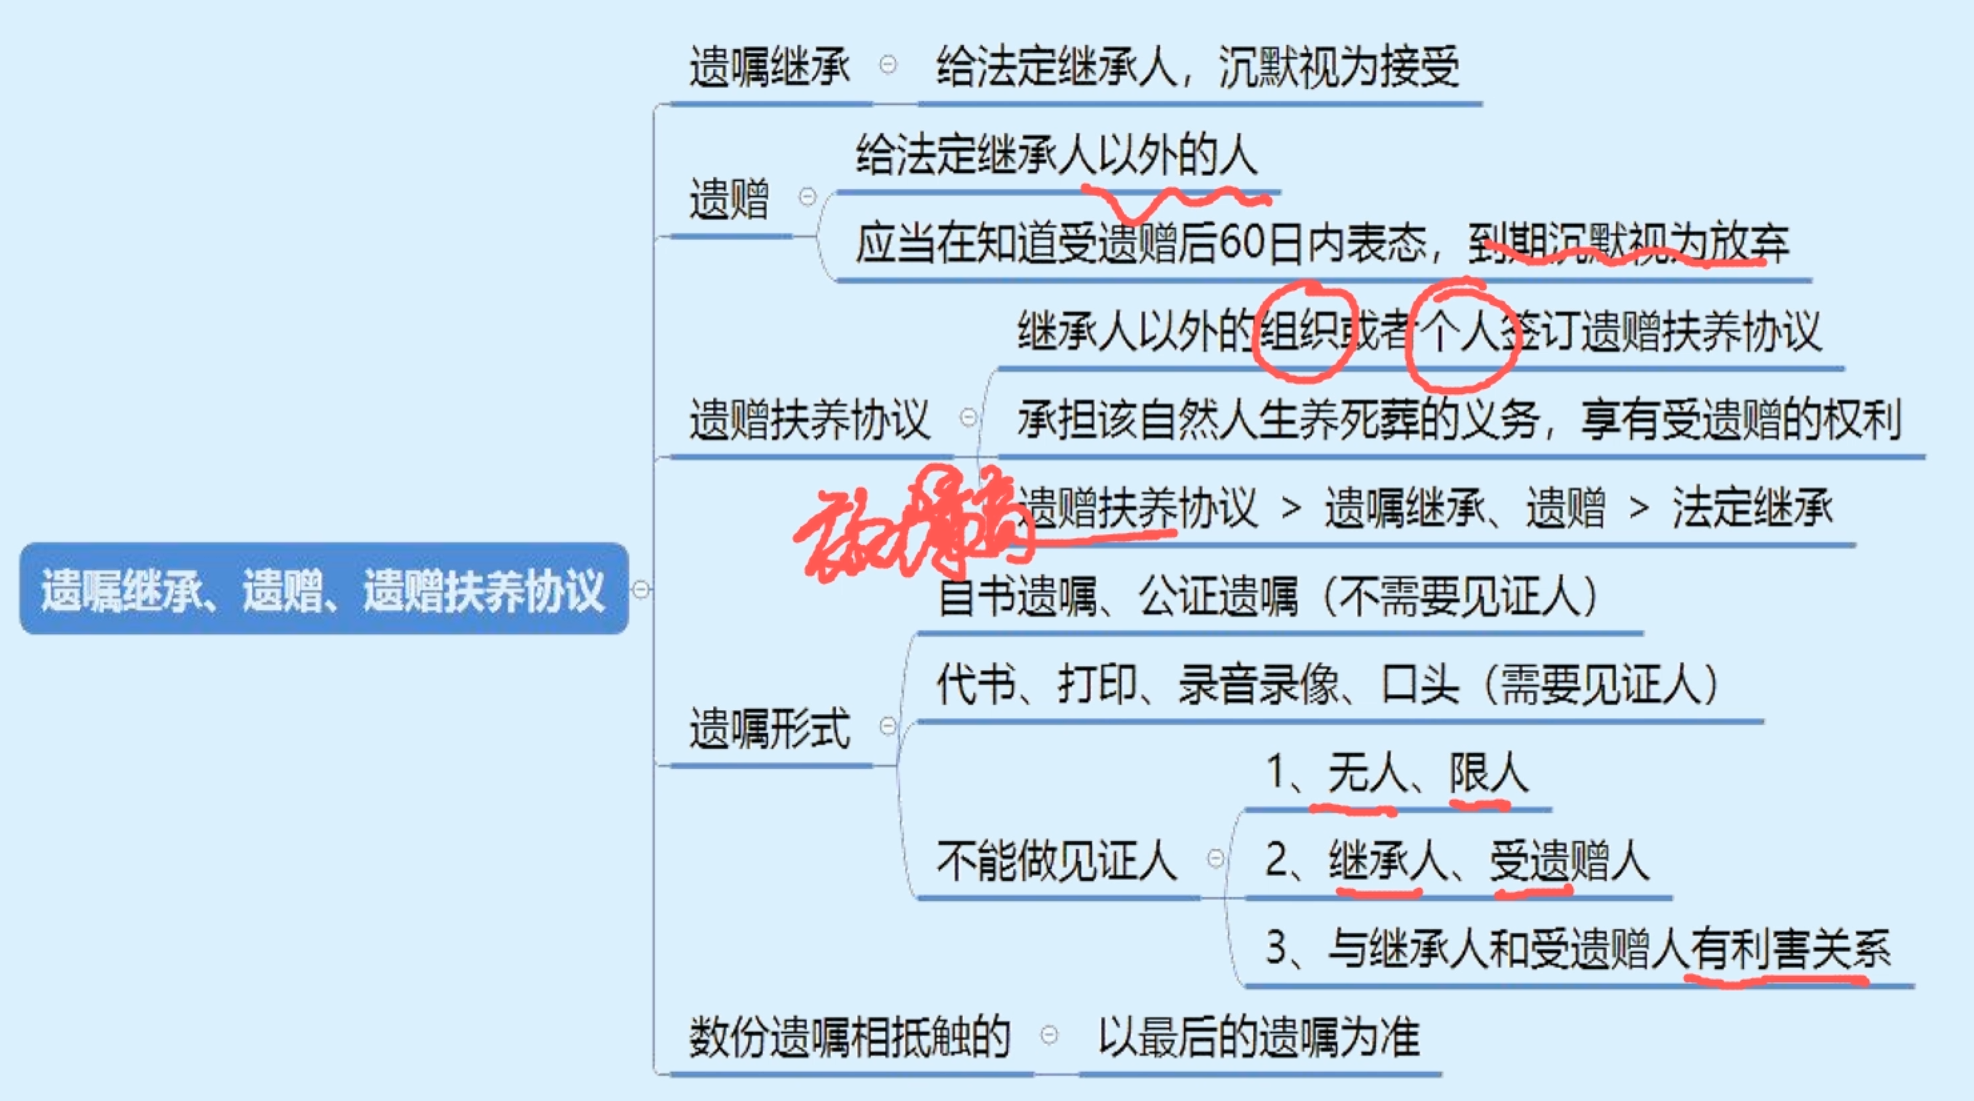 遗嘱继承
给法定继承人，沉默视为接受
遗赠
给法定继承人以外的人
应当在知道受遗赠后60日内表态，到期沉默视为放弃
遗赠扶养协议
继承人以外的组织或者个人签订遗赠扶养协议
承担该自然人生养死葬的义务，享有受遗赠的权利
遗赠扶养协议 > 遗嘱继承、遗赠 > 法定继承
遗嘱继承、遗赠、遗赠扶养协议
遗嘱形式
自书遗嘱、公证遗嘱（不需要见证人）
代书、打印、录音录像、口头（需要见证人）
不能做见证人
1、无人、限人
2、继承人、受遗赠人
3、与继承人和受遗赠人有利害关系
数份遗嘱相抵触的
以最后的遗嘱为准